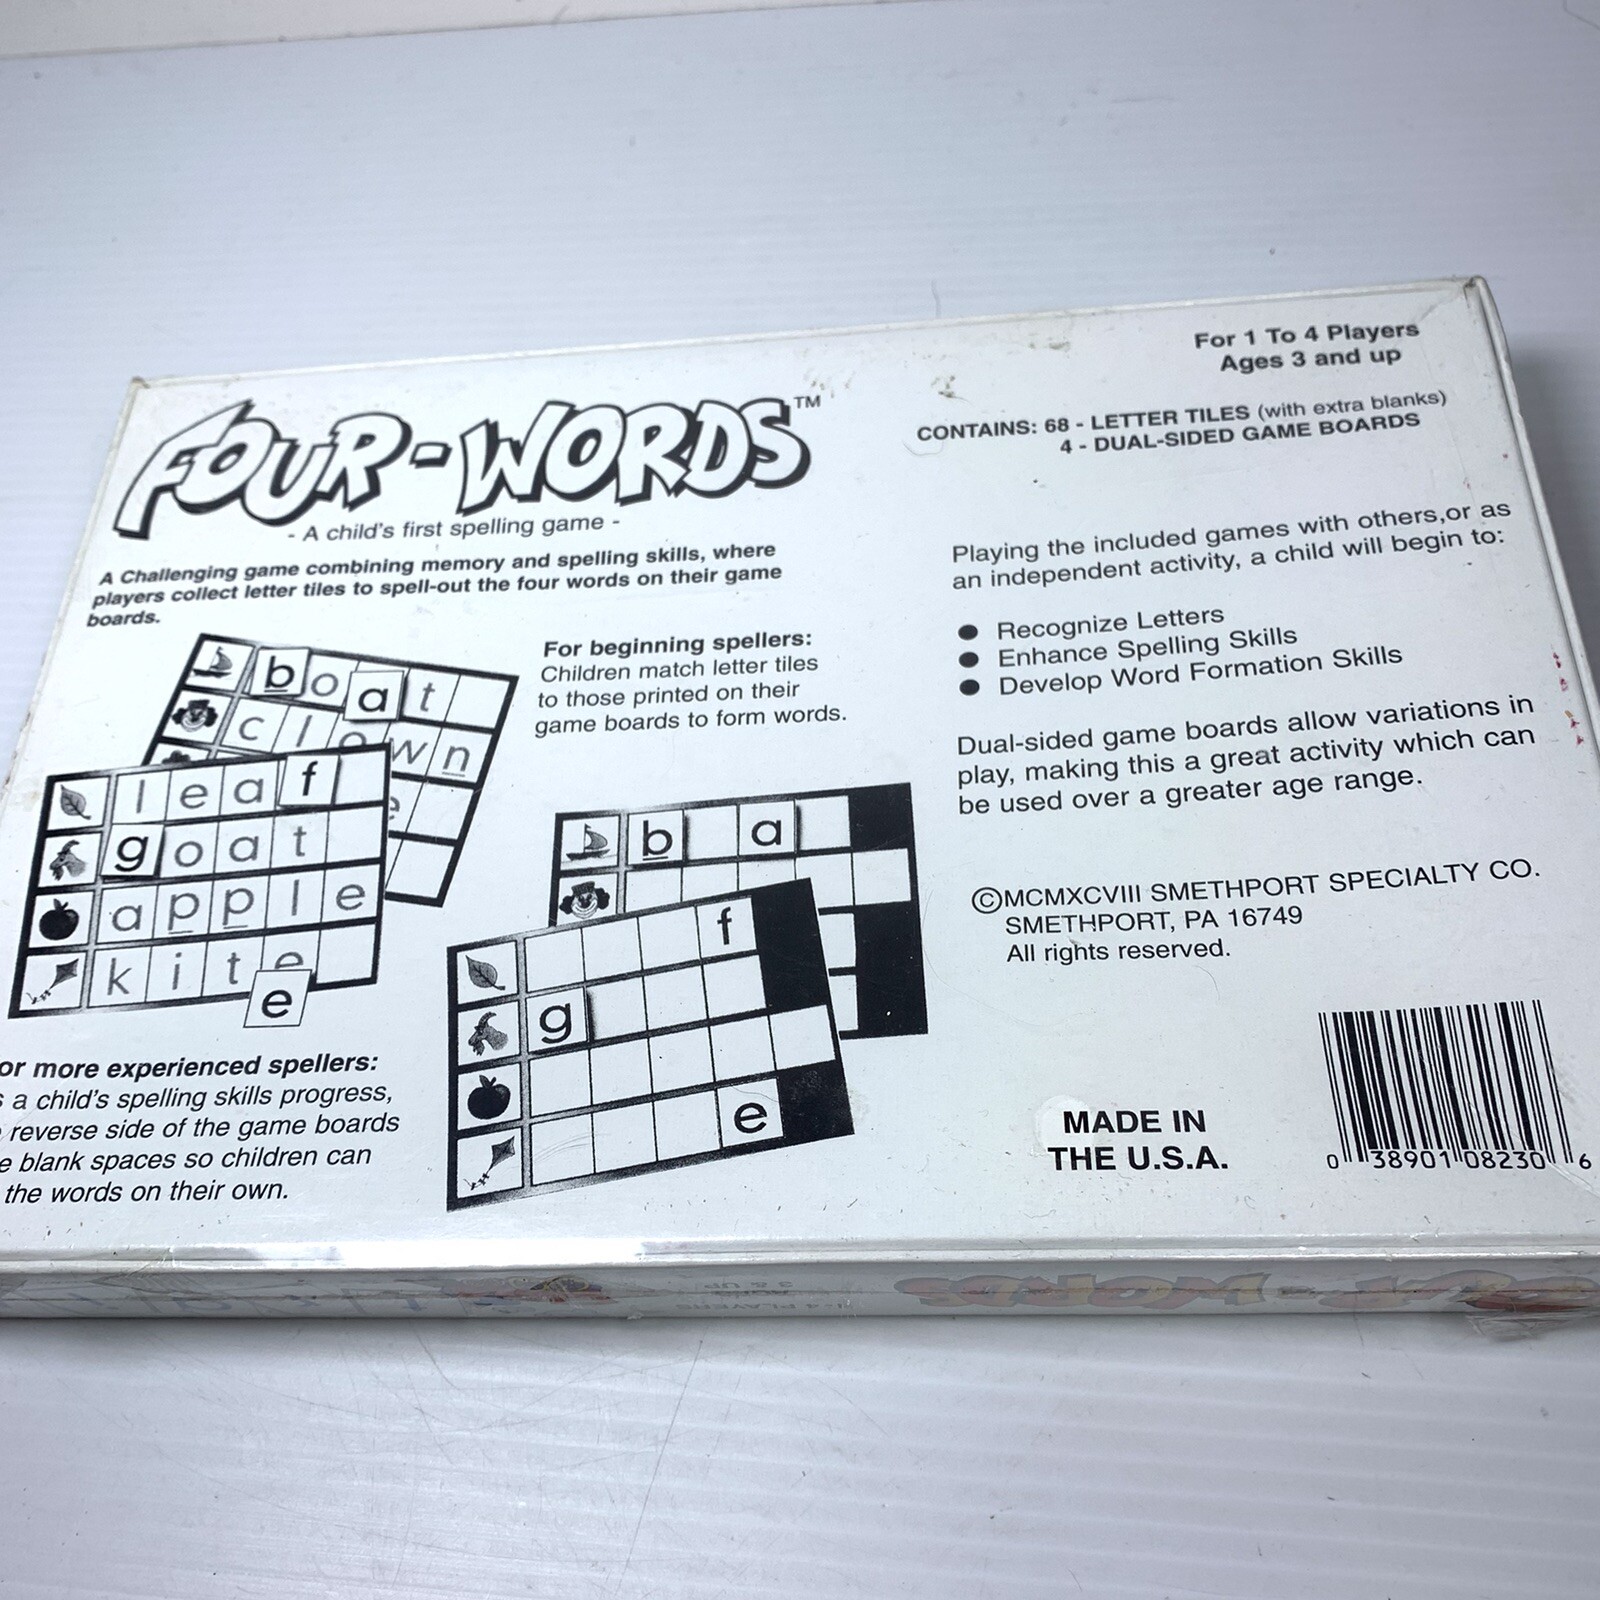 FOUR-WORDS™
- A child's first spelling game -
A Challenging game combining memory and spelling skills, where
players collect letter tiles to spell-out the four words on their game
boards.
For 1 To 4 Players
Ages 3 and up
CONTAINS: 68 - LETTER TILES (with extra blanks)
4 - DUAL-SIDED GAME BOARDS
Playing the included games with others,or as
an independent activity, a child will begin to:
● Recognize Letters
● Enhance Spelling Skills
● Develop Word Formation Skills
Dual-sided game boards allow variations in
play, making this a great activity which can
be used over a greater age range.
©MCMXCVIII SMETHPORT SPECIALTY CO.
SMETHPORT, PA 16749
All rights reserved.
MADE IN
THE U.S.A.
0 38901 08230 6
For beginning spellers:
Children match letter tiles
to those printed on their
game boards to form words.
b o a t
c l o w n
e
l e a f
g o a t
a p p l e
k i t e
e
b a
f
g
e
or more experienced spellers:
s a child's spelling skills progress,
reverse side of the game boards
e blank spaces so children can
the words on their own.
1-4 PLAYERS
3 & UP
WORDS